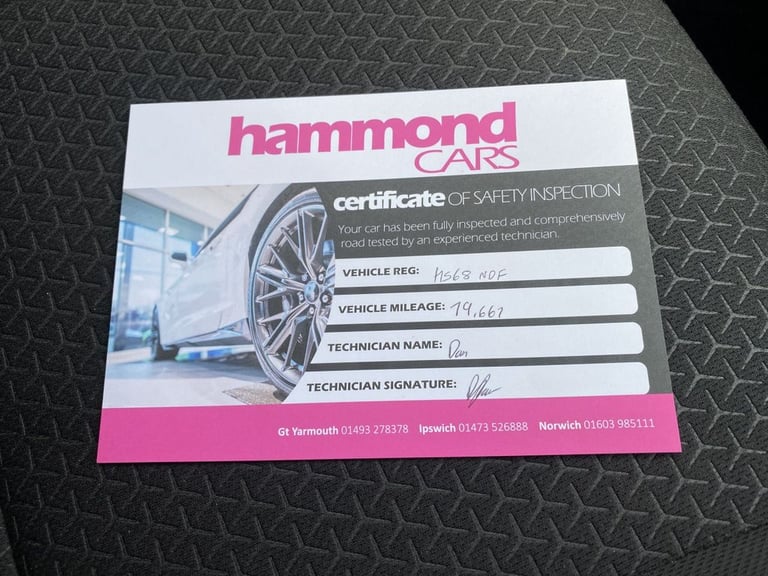 hammond
CARS
certificate OF SAFETY INSPECTION
Your car has been fully inspected and comprehensively
road tested by an experienced technician.
VEHICLE REG: HS68 NDF
VEHICLE MILEAGE: 79,667
TECHNICIAN NAME: Dan
TECHNICIAN SIGNATURE:
Gt Yarmouth 01493 278378 Ipswich 01473 526888 Norwich 01603 985111